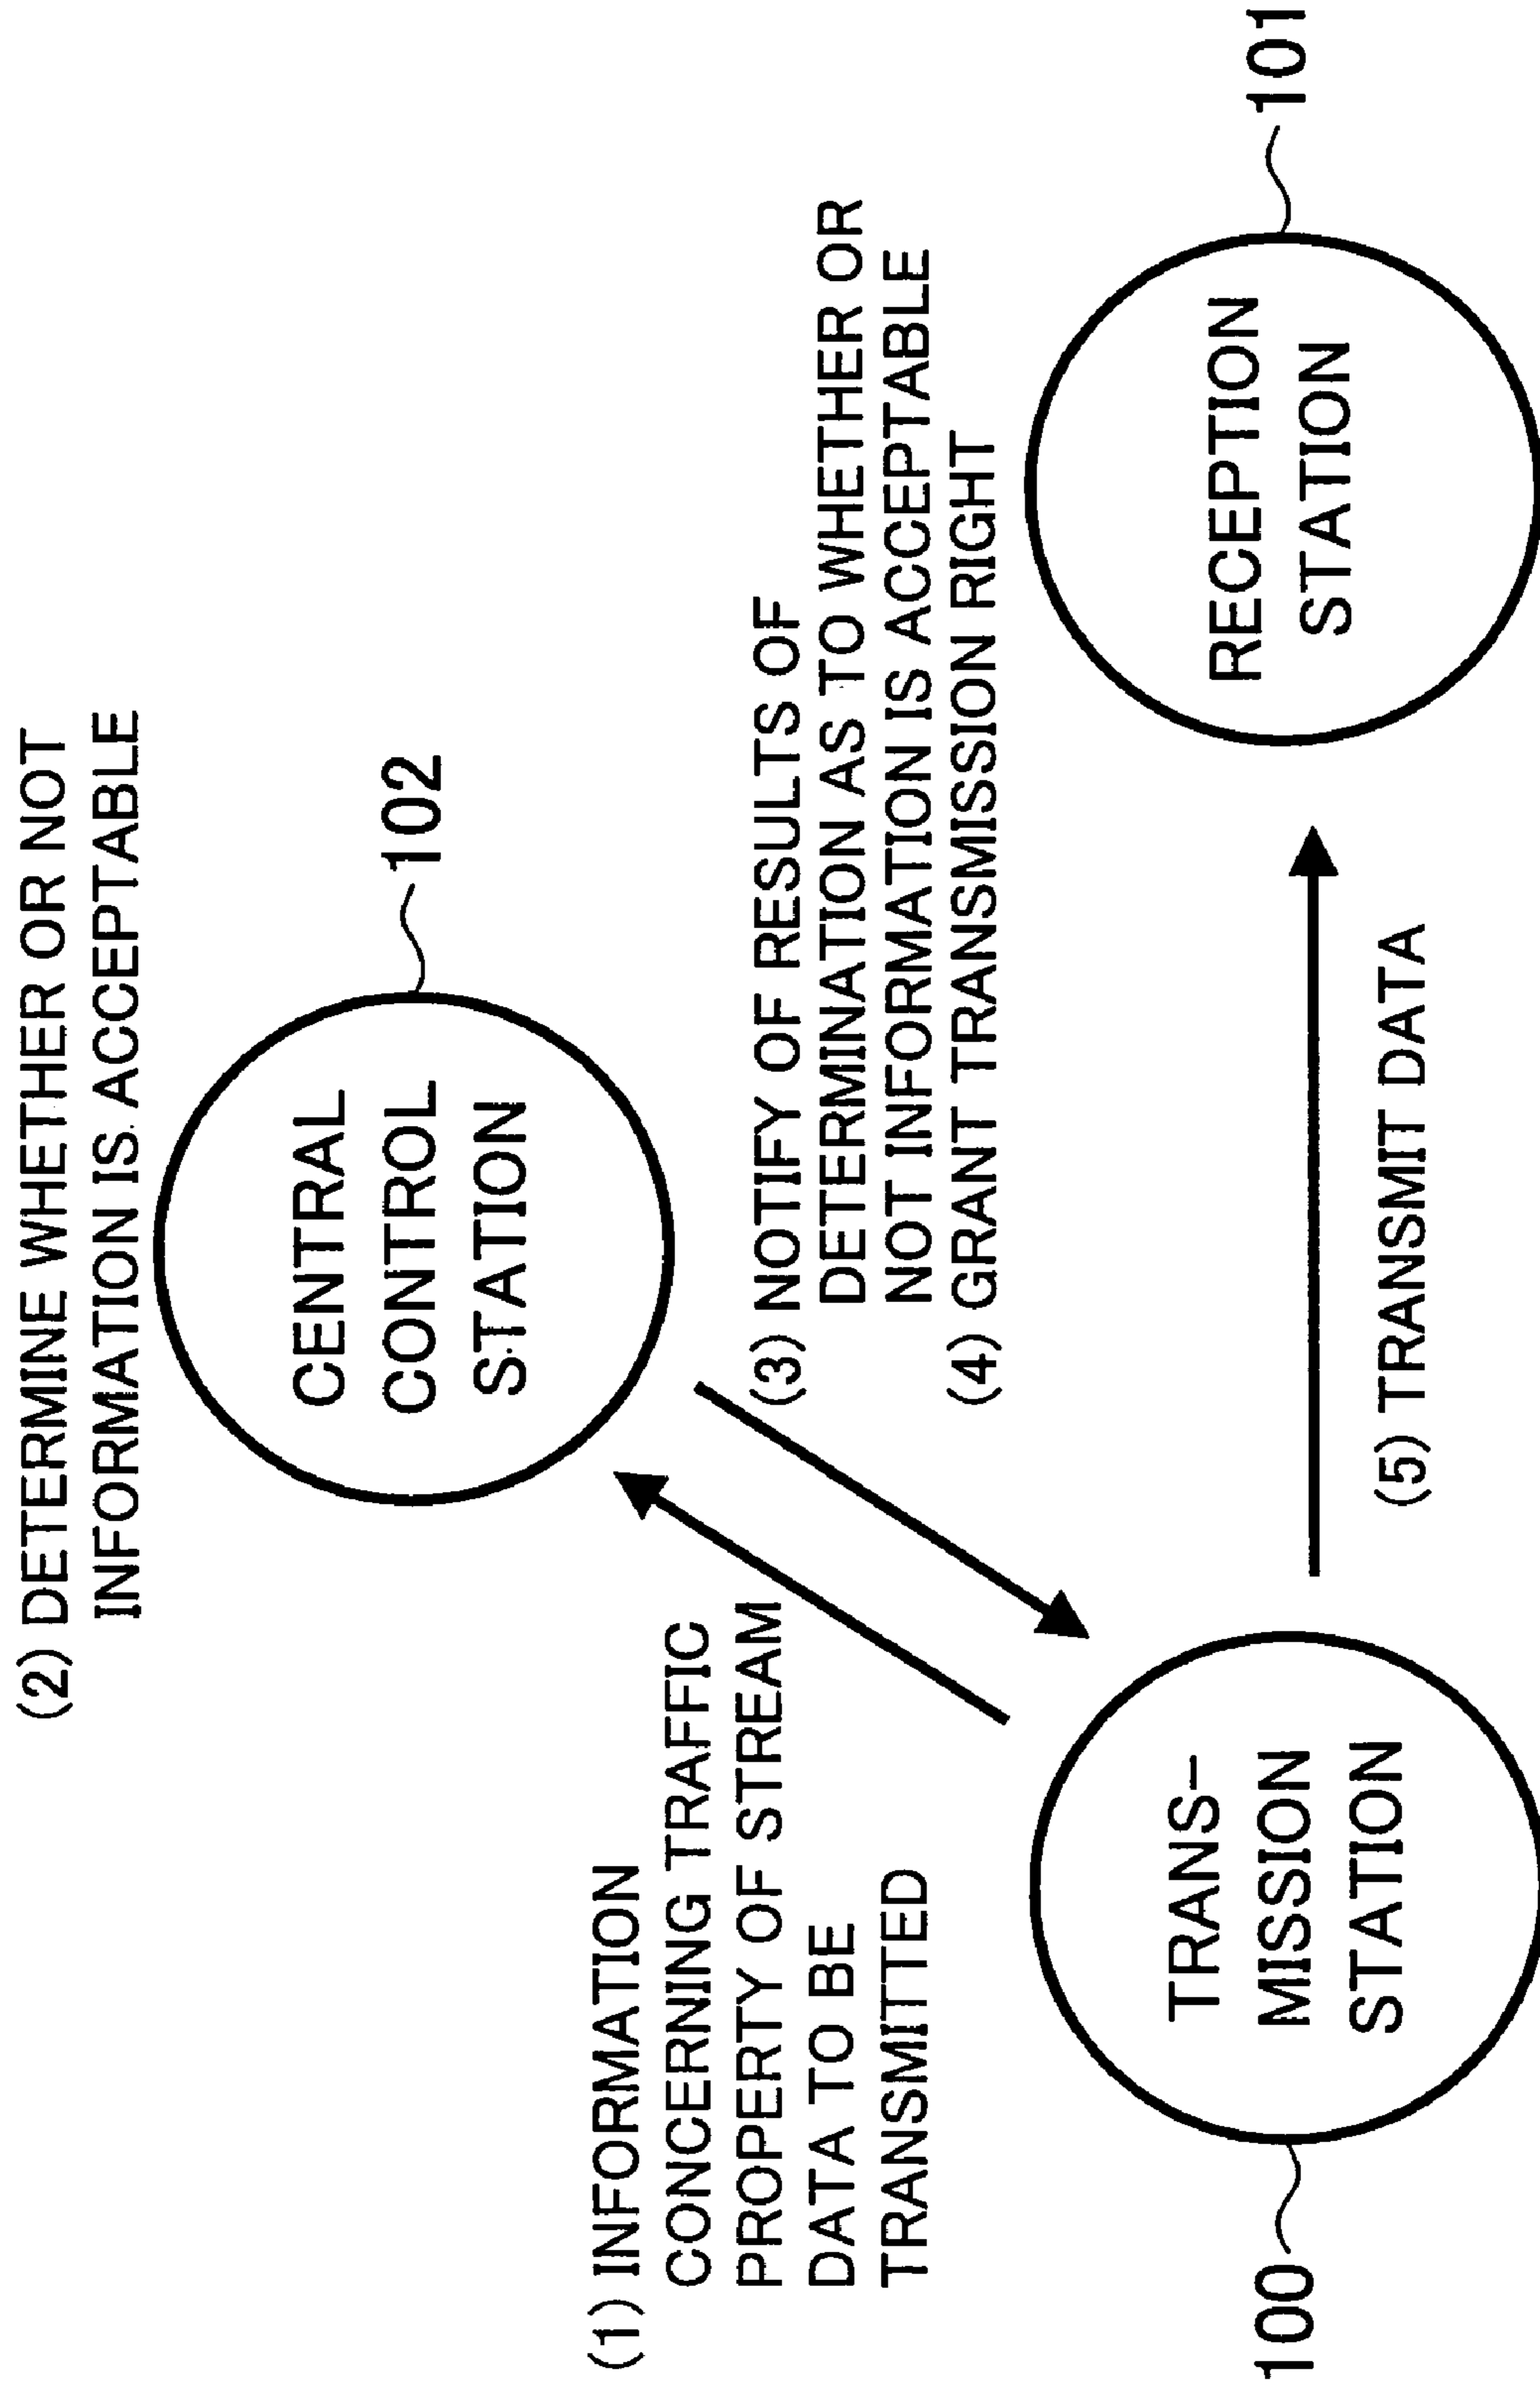 (2) DETERMINE WHETHER OR NOT
INFORMATION IS ACCEPTABLE
CENTRAL
CONTROL
STATION
102
(1) INFORMATION
CONCERNING TRAFFIC
PROPERTY OF STREAM
DATA TO BE
TRANSMITTED
(3) NOTIFY OF RESULTS OF
DETERMINATION AS TO WHETHER OR
NOT INFORMATION IS ACCEPTABLE
(4) GRANT TRANSMISSION RIGHT
100
TRANS-
MISSION
STATION
(5) TRANSMIT DATA
RECEPTION
STATION
101